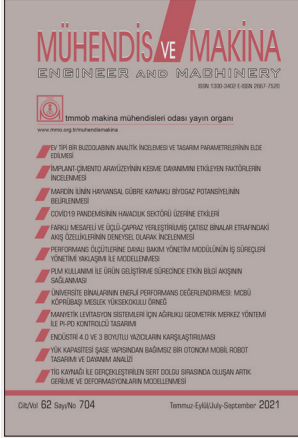 MÜHENDİS VE MAKİNA
ENGINEER AND MACHINERY
ISSN 1300-3402 E-ISSN 2667-7520
tmmob makina mühendisleri odası yayın organı
www.mmo.org.tr/muhendismakina
EV TİPİ BİR BUZDOLABININ ANALİTİK İNCELEMESİ VE TASARIM PARAMETRELERİNİN ELDE
EDİLMESİ
İMPLANT-ÇİMENTO ARAYÜZEYİNİN KESME DAVANIMINI ETKİLEYEN FAKTÖRLERİN
İNCELENMESİ
MARDİN İLİNİN HAYVANSAL GÜBRE KAYNAKLI BİYOGAZ POTANSİYELİNİN
BELİRLENMESİ
COVİD19 PANDEMİSİNİN HAVACILIK SEKTÖRÜ ÜZERİNE ETKİLERİ
FARKLI MESAFELİ VE ÜÇLÜ-ÇAPRAZ YERLEŞTİRİLMİŞ ÇATISIZ BİNALAR ETRAFINDAKİ
AKIŞ ÖZELLİKLERİNİN DENEYSEL OLARAK İNCELENMESİ
PERFORMANS ÖLÇÜTLERİNE DAYALI BAKIM YÖNETİM MODÜLÜNÜN İŞ SÜREÇLERİ
YÖNETİMİ YAKLAŞIMI İLE MODELLENMESİ
PLM KULLANIMI İLE ÜRÜN GELİŞTİRME SÜRECİNDE ETKİN BİLGİ AKIŞININ
SAĞLANMASI
ÜNİVERSİTE BİNALARININ ENERJİ PERFORMANS DEĞERLENDİRMESİ: MCBÜ
KÖPRÜBAŞI MESLEK YÜKSEKOKULU ÖRNEĞİ
MANYETİK LEVİTASYON SİSTEMLERİ İÇİN AĞIRLIKLI GEOMETRİK MERKEZ YÖNTEMİ
İLE PI-PD KONTROLCÜ TASARIMI
ENDÜSTRİ 4.0 VE 3 BOYUTLU YAZICILARIN KARŞILAŞTIRILMASI
YÜK KAPASİTESİ ŞASE YAPISINDAN BAĞIMSIZ BİR OTONOM MOBİL ROBOT
TASARIMI VE DAYANIM ANALİZİ
TİG KAYNAĞI İLE GERÇEKLEŞTİRİLEN SERT DOLGU SIRASINDA OLUŞAN ARTIK
GERİLME VE DEFORMASYONLARIN MODELLENMESİ
Cilt/Vol 62 Sayı/No 704
Temmuz-Eylül/July-September 2021